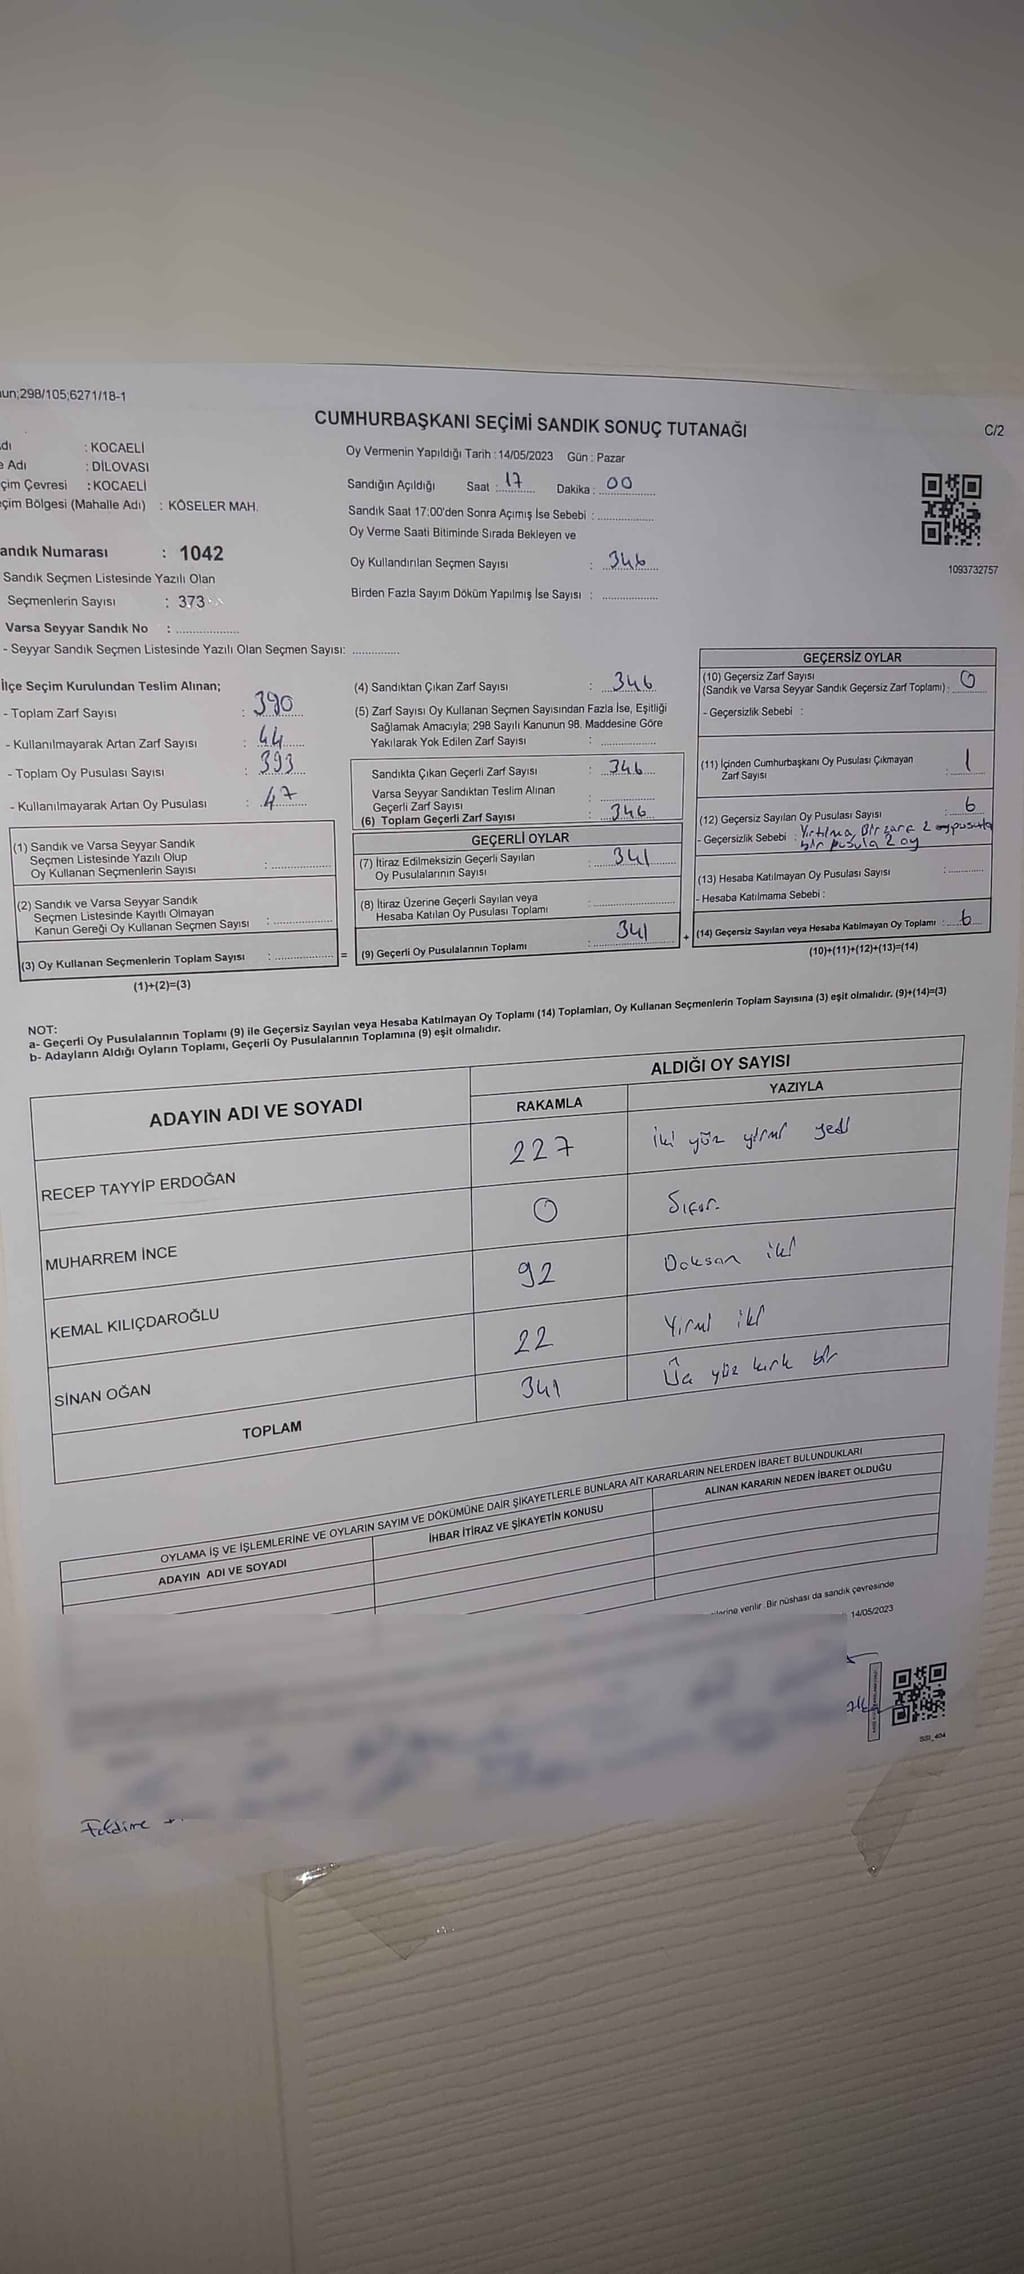 un;298/105;6271/18-1
CUMHURBAŞKANI SEÇİMİ SANDIK SONUÇ TUTANAĞI
C/2
dı : KOCAELİ
e Adı : DİLOVASI
çim Çevresi : KOCAELİ
çim Bölgesi (Mahalle Adı) : KÖSELER MAH.
andık Numarası : 1042
Sandık Seçmen Listesinde Yazılı Olan
Seçmenlerin Sayısı : 373
Varsa Seyyar Sandık No :
- Seyyar Sandık Seçmen Listesinde Yazılı Olan Seçmen Sayısı:
Oy Vermenin Yapıldığı Tarih : 14/05/2023 Gün : Pazar
Sandığın Açıldığı Saat : 17 Dakika : 00
Sandık Saat 17:00'den Sonra Açımış İse Sebebi :
Oy Verme Saati Bitiminde Sırada Bekleyen ve
Oy Kullandırılan Seçmen Sayısı : 346
Birden Fazla Sayım Döküm Yapılmış İse Sayısı :
1093732757
İlçe Seçim Kurulundan Teslim Alınan;
- Toplam Zarf Sayısı : 390
- Kullanılmayarak Artan Zarf Sayısı : 44
- Toplam Oy Pusulası Sayısı : 393
- Kullanılmayarak Artan Oy Pusulası : 47
(1) Sandık ve Varsa Seyyar Sandık
Seçmen Listesinde Yazılı Olup
Oy Kullanan Seçmenlerin Sayısı :
(2) Sandık ve Varsa Seyyar Sandık
Seçmen Listesinde Kayıtlı Olmayan
Kanun Gereği Oy Kullanan Seçmen Sayısı :
(3) Oy Kullanan Seçmenlerin Toplam Sayısı : =
(1)+(2)=(3)
(4) Sandıktan Çıkan Zarf Sayısı : 346
(5) Zarf Sayısı Oy Kullanan Seçmen Sayısından Fazla İse, Eşitliği
Sağlamak Amacıyla; 298 Sayılı Kanunun 98. Maddesine Göre
Yakılarak Yok Edilen Zarf Sayısı :
Sandıkta Çıkan Geçerli Zarf Sayısı : 346
Varsa Seyyar Sandıktan Teslim Alınan
Geçerli Zarf Sayısı :
(6) Toplam Geçerli Zarf Sayısı : 346
GEÇERLİ OYLAR
(7) İtiraz Edilmeksizin Geçerli Sayılan
Oy Pusulalarının Sayısı : 341
(8) İtiraz Üzerine Geçerli Sayılan veya
Hesaba Katılan Oy Pusulası Toplamı :
(9) Geçerli Oy Pusulalarının Toplamı : 341 +
GEÇERSİZ OYLAR
(10) Geçersiz Zarf Sayısı
(Sandık ve Varsa Seyyar Sandık Geçersiz Zarf Toplamı) : 0
- Geçersizlik Sebebi :
(11) İçinden Cumhurbaşkanı Oy Pusulası Çıkmayan
Zarf Sayısı : 1
(12) Geçersiz Sayılan Oy Pusulası Sayısı : 6
- Geçersizlik Sebebi : Yırtılma, Bir zarf 2 oypusula
bir pusula 2 oy
(13) Hesaba Katılmayan Oy Pusulası Sayısı :
- Hesaba Katılmama Sebebi :
(14) Geçersiz Sayılan veya Hesaba Katılmayan Oy Toplamı : 6
(10)+(11)+(12)+(13)=(14)
NOT:
a- Geçerli Oy Pusulalarının Toplamı (9) ile Geçersiz Sayılan veya Hesaba Katılmayan Oy Toplamı (14) Toplamları, Oy Kullanan Seçmenlerin Toplam Sayısına (3) eşit olmalıdır. (9)+(14)=(3)
b- Adayların Aldığı Oyların Toplamı, Geçerli Oy Pusulalarının Toplamına (9) eşit olmalıdır.
ADAYIN ADI VE SOYADI
ALDIĞI OY SAYISI
RAKAMLA YAZIYLA
RECEP TAYYİP ERDOĞAN 227 İki yüz yirmi yedi
MUHARREM İNCE 0 Sıfır.
KEMAL KILIÇDAROĞLU 92 Doksan iki
SİNAN OĞAN 22 Yirmi iki
TOPLAM 341 Üç yüz kırk bir
OYLAMA İŞ VE İŞLEMLERİNE VE OYLARIN SAYIM VE DÖKÜMÜNE DAİR ŞİKAYETLERLE BUNLARA AİT KARARLARIN NELERDEN İBARET BULUNDUKLARI
ADAYIN ADI VE SOYADI İHBAR İTİRAZ VE ŞİKAYETİN KONUSU ALINAN KARARIN NEDEN İBARET OLDUĞU
verilir. Bir nüshası da sandık çevresinde
14/05/2023
SSI_404